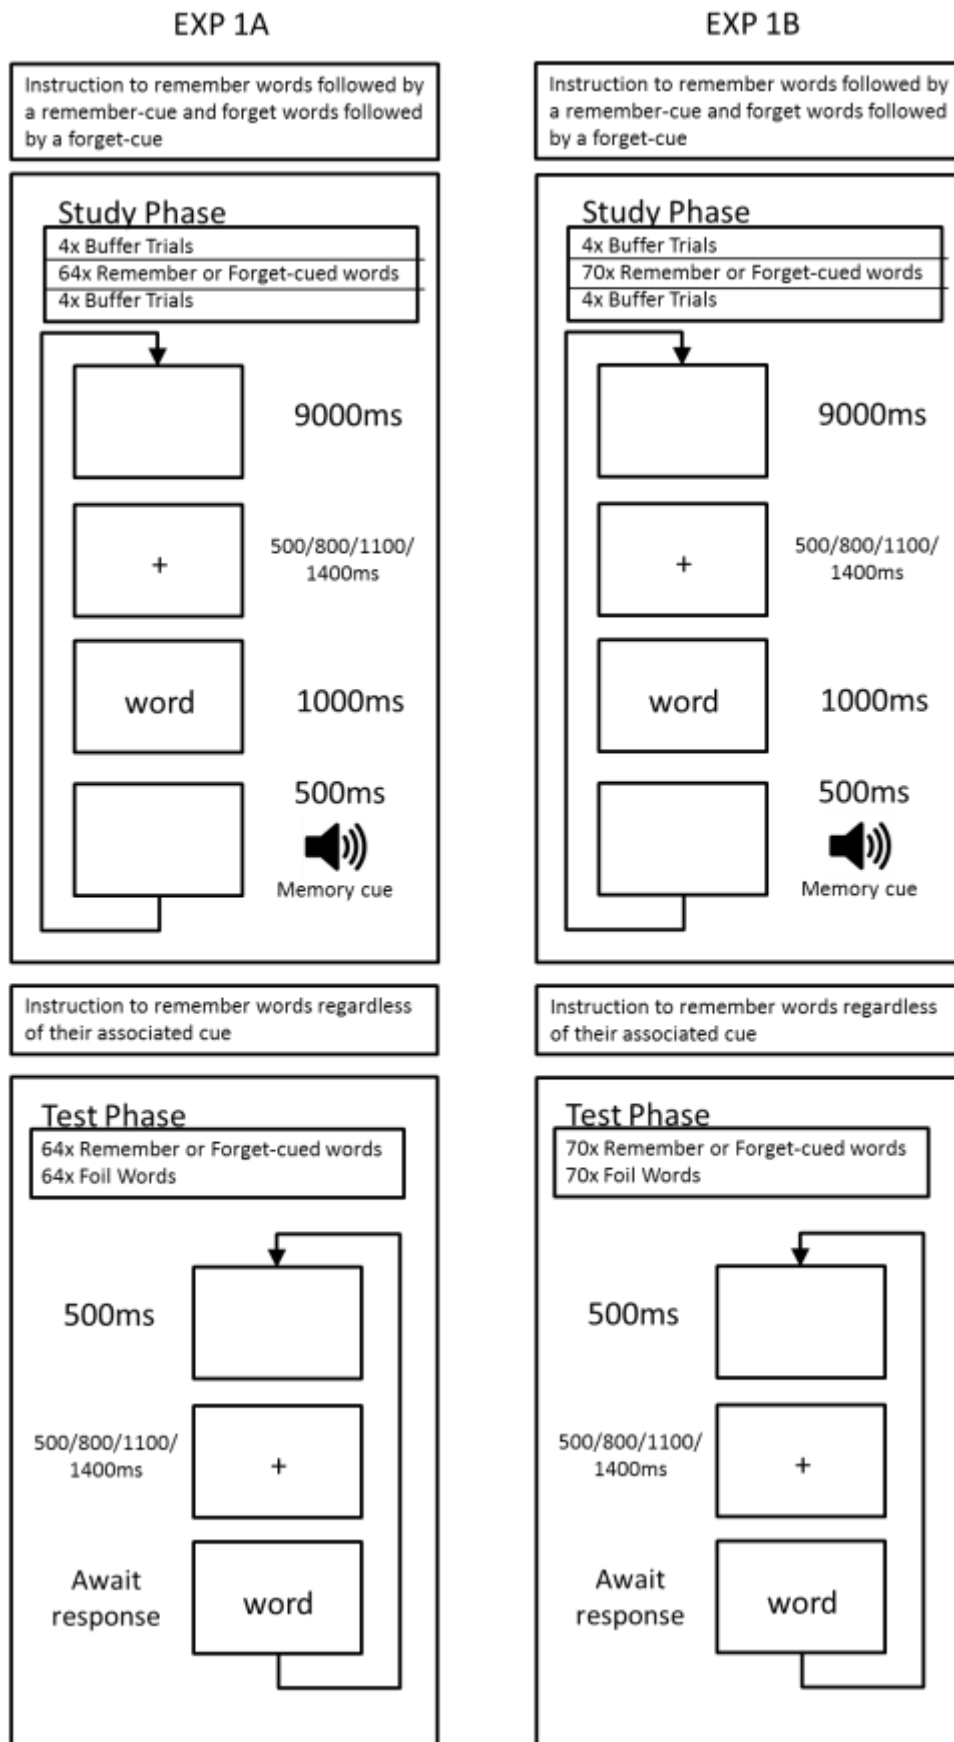 EXP 1A
Instruction to remember words followed by
a remember-cue and forget words followed
by a forget-cue
Study Phase
4x Buffer Trials
64x Remember or Forget-cued words
4x Buffer Trials
9000ms
+
500/800/1100/
1400ms
word
1000ms
500ms
Memory cue
Instruction to remember words regardless
of their associated cue
Test Phase
64x Remember or Forget-cued words
64x Foil Words
500ms
500/800/1100/
1400ms
+
Await
response
word
EXP 1B
Instruction to remember words followed by
a remember-cue and forget words followed
by a forget-cue
Study Phase
4x Buffer Trials
70x Remember or Forget-cued words
4x Buffer Trials
9000ms
+
500/800/1100/
1400ms
word
1000ms
500ms
Memory cue
Instruction to remember words regardless
of their associated cue
Test Phase
70x Remember or Forget-cued words
70x Foil Words
500ms
500/800/1100/
1400ms
+
Await
response
word